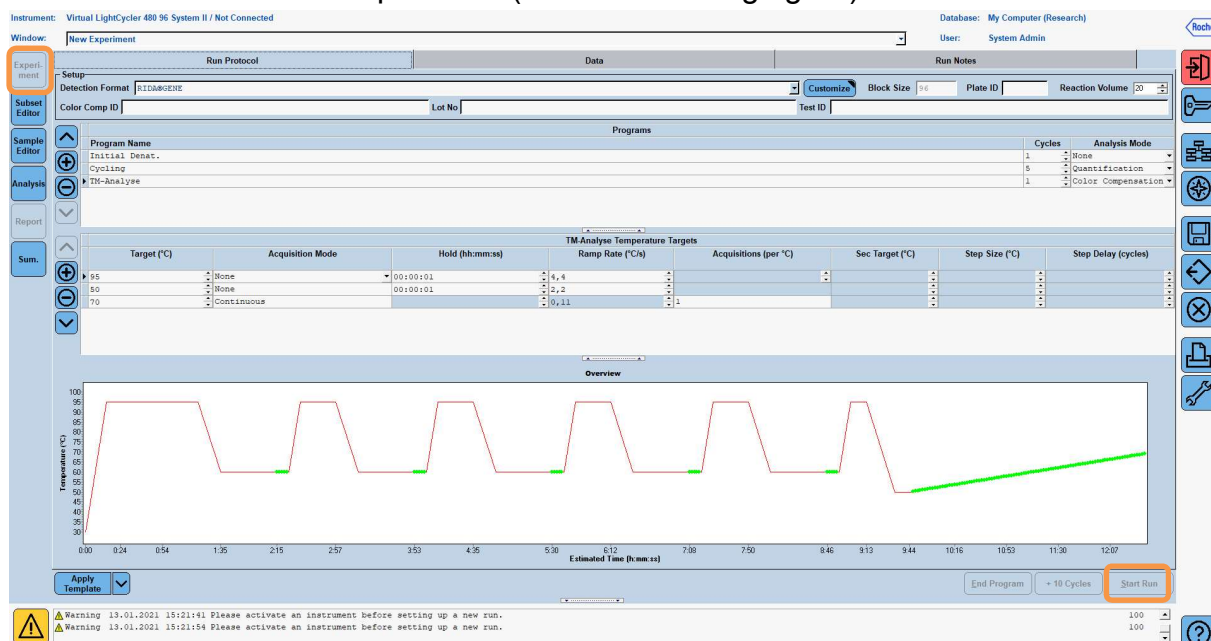 Instrument: Virtual LightCycler 480 96 System II / Not Connected Database: My Computer (Research)
Window: New Experiment User: System Admin
Experi-
ment
Run Protocol Data Run Notes
Setup
Detection Format RIDA®GENE Customize Block Size 96 Plate ID Reaction Volume 20
Color Comp ID Lot No Test ID
Subset
Editor
Sample
Editor
Analysis
Report
Sum.
Programs
Program Name Cycles Analysis Mode
Initial Denat. 1 None
Cycling 5 Quantification
TM-Analyse 1 Color Compensation
TM-Analyse Temperature Targets
Target (°C) Acquisition Mode Hold (hh:mm:ss) Ramp Rate (°C/s) Acquisitions (per °C) Sec Target (°C) Step Size (°C) Step Delay (cycles)
95 None 00:00:01 4,4
50 None 00:00:01 2,2
70 Continuous 0,11 1
Overview
Temperature (°C)
100
95
90
85
80
75
70
65
60
55
50
45
40
35
30
0:00 0:24 0:54 1:35 2:15 2:57 3:53 4:35 5:30 6:12 7:08 7:50 8:46 9:13 9:44 10:16 10:53 11:30 12:07
Estimated Time (h:mm:ss)
Apply
Template
End Program + 10 Cycles Start Run
Warning 13.01.2021 15:21:41 Please activate an instrument before setting up a new run. 100
Warning 13.01.2021 15:21:54 Please activate an instrument before setting up a new run. 100